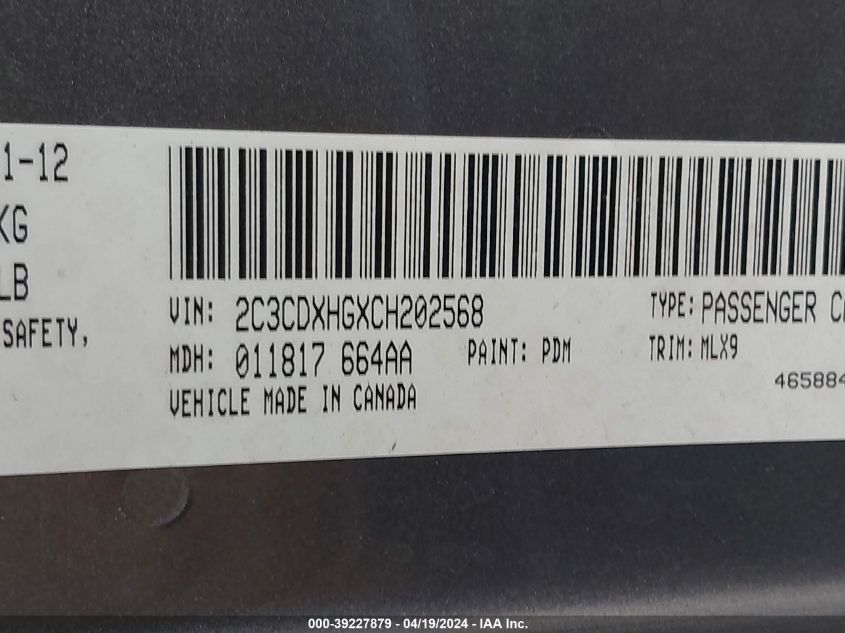 1-12
KG
LB
SAFETY,
VIN: 2C3CDXHGXCH202568
TYPE: PASSENGER
MDH: 011817 664AA
PAINT: PDM
TRIM: MLX9
VEHICLE MADE IN CANADA
465884
000-39227879 - 04/19/2024 - IAA Inc.